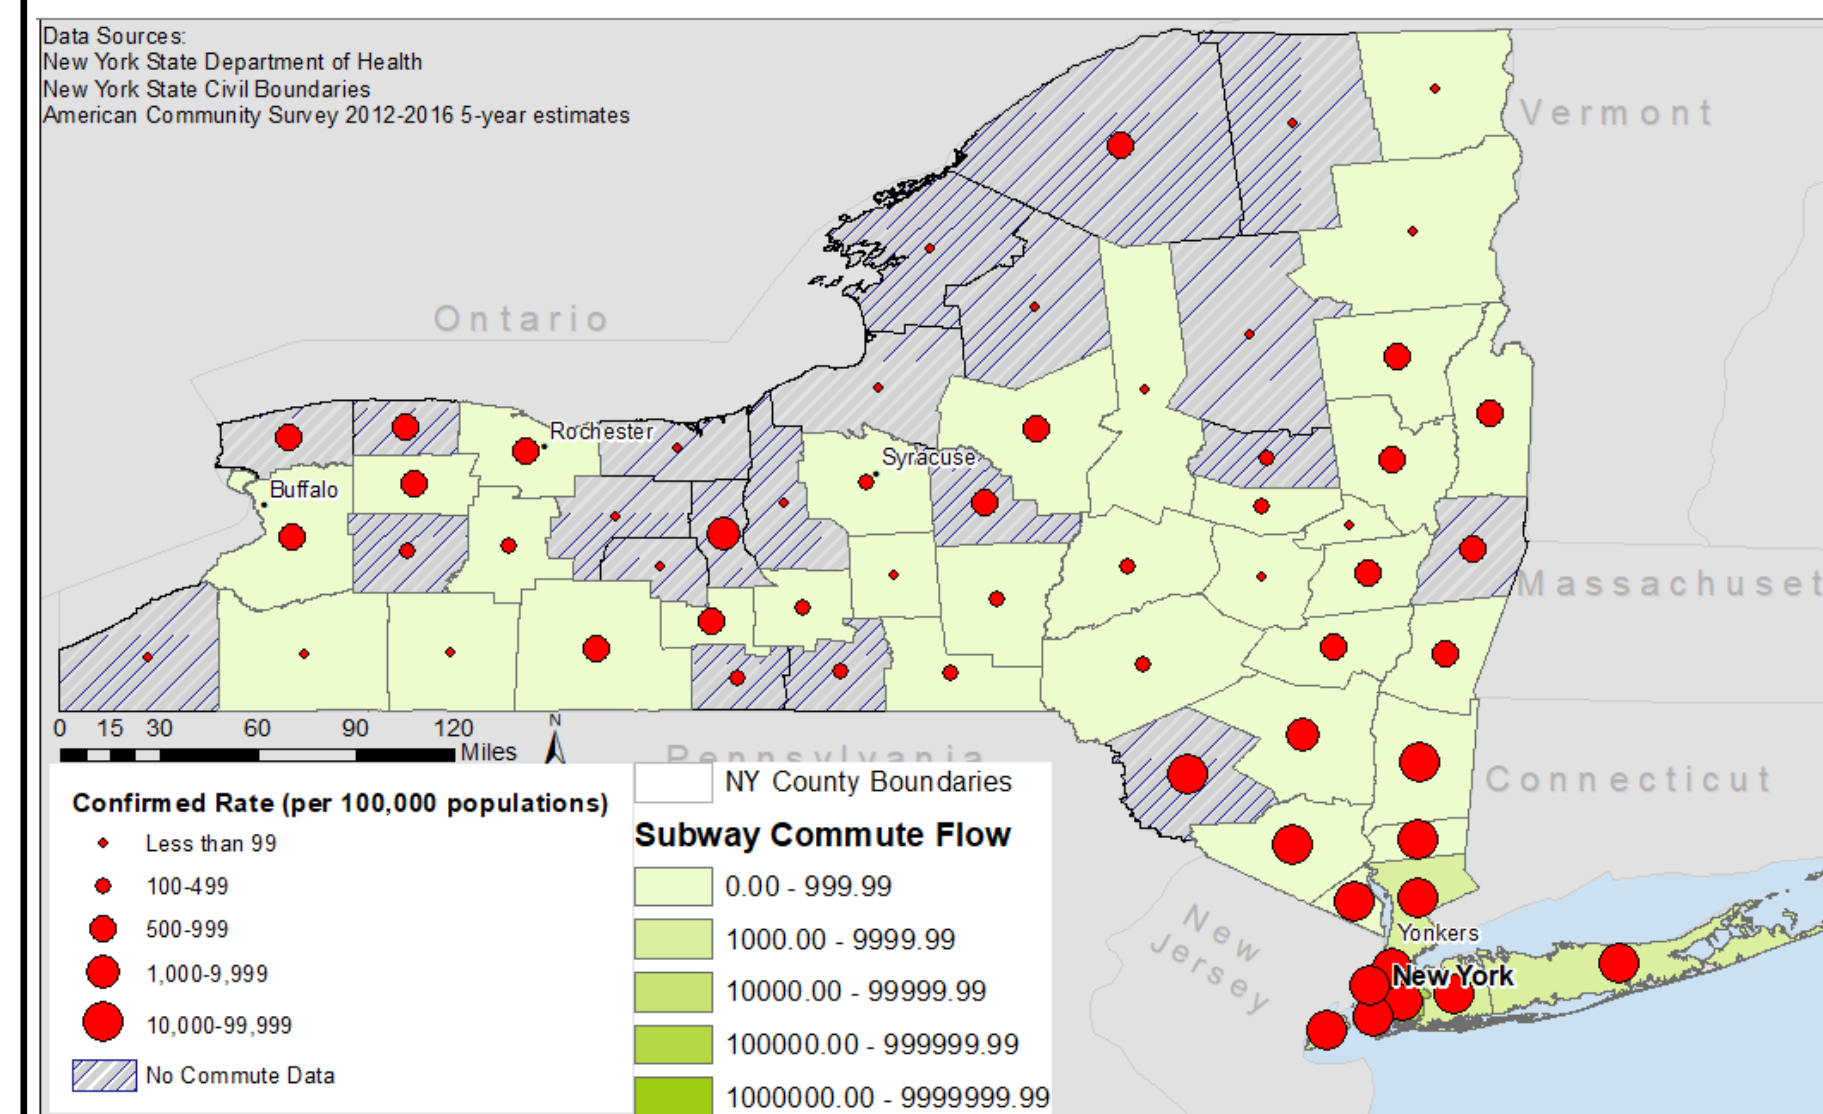 Data Sources:
New York State Department of Health
New York State Civil Boundaries
American Community Survey 2012-2016 5-year estimates
Vermont
Ontario
Rochester
Syracuse
Buffalo
Massachuset
0 15 30 60 90 120
Miles
N
Pennsylvania
Connecticut
NY County Boundaries
Confirmed Rate (per 100,000 populations)
Less than 99
100-499
500-999
1,000-9,999
10,000-99,999
No Commute Data
Subway Commute Flow
0.00 - 999.99
1000.00 - 9999.99
10000.00 - 99999.99
100000.00 - 999999.99
1000000.00 - 9999999.99
New
Jersey
Yonkers
New York